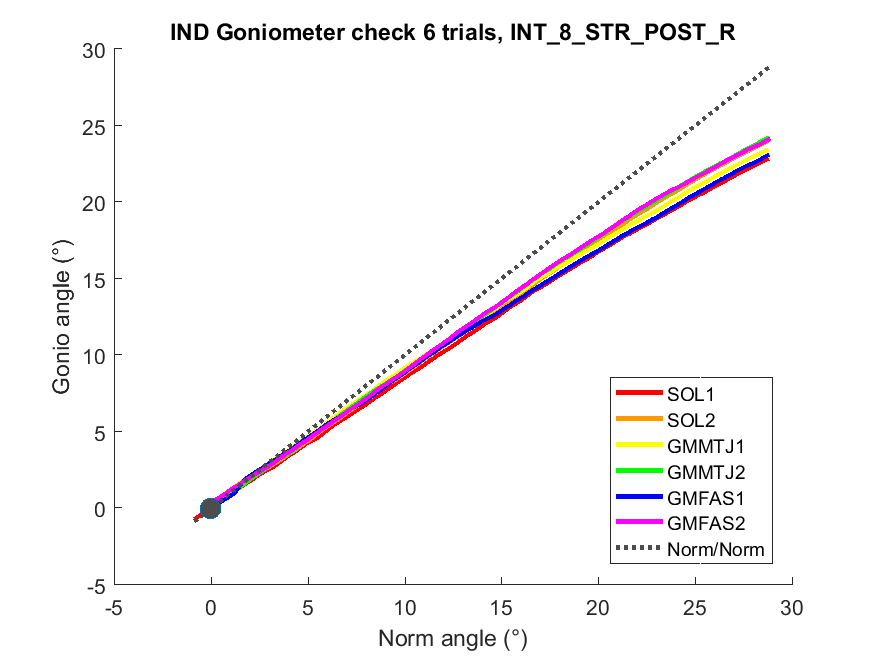 IND Goniometer check 6 trials, INT_8_STR_POST_R
30
25
20
15
10
5
0
-5
Gonio angle (°)
-5 0 5 10 15 20 25 30
Norm angle (°)
SOL1
SOL2
GMMTJ1
GMMTJ2
GMFAS1
GMFAS2
Norm/Norm